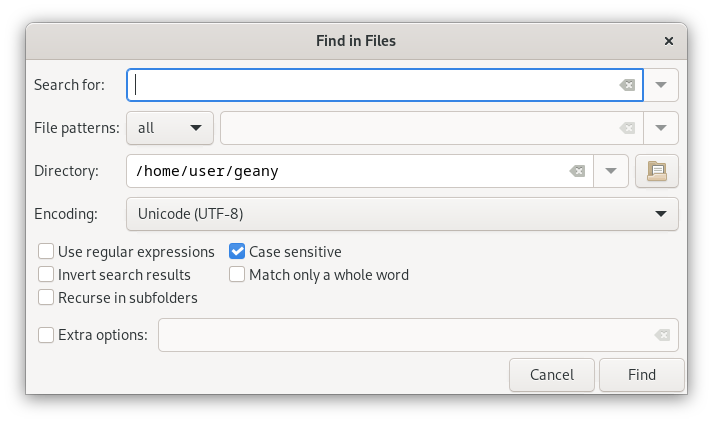 Find in Files
Search for:
File patterns: all
Directory: /home/user/geany
Encoding: Unicode (UTF-8)
Use regular expressions Case sensitive
Invert search results Match only a whole word
Recurse in subfolders
Extra options:
Cancel Find